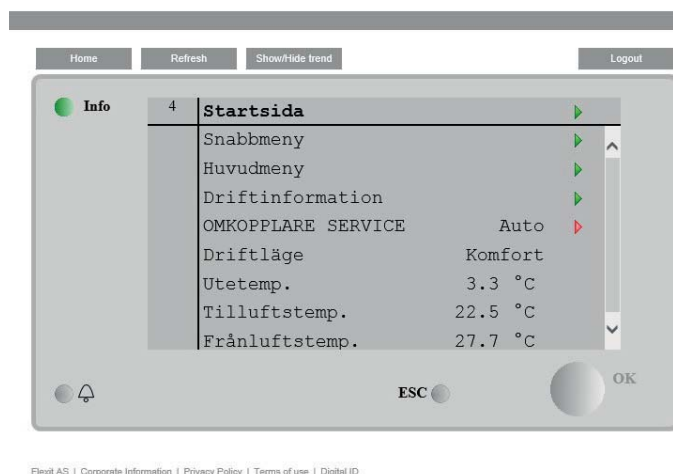 Home Refresh Show/Hide trend Logout
Info 4 Startsida
Snabbmeny
Huvudmeny
Driftinformation
OMKOPPLARE SERVICE Auto
Driftläge Komfort
Utetemp. 3.3 °C
Tilluftstemp. 22.5 °C
Frånluftstemp. 27.7 °C
ESC OK
Flexit AS | Corporate Information | Privacy Policy | Terms of use | Digital ID